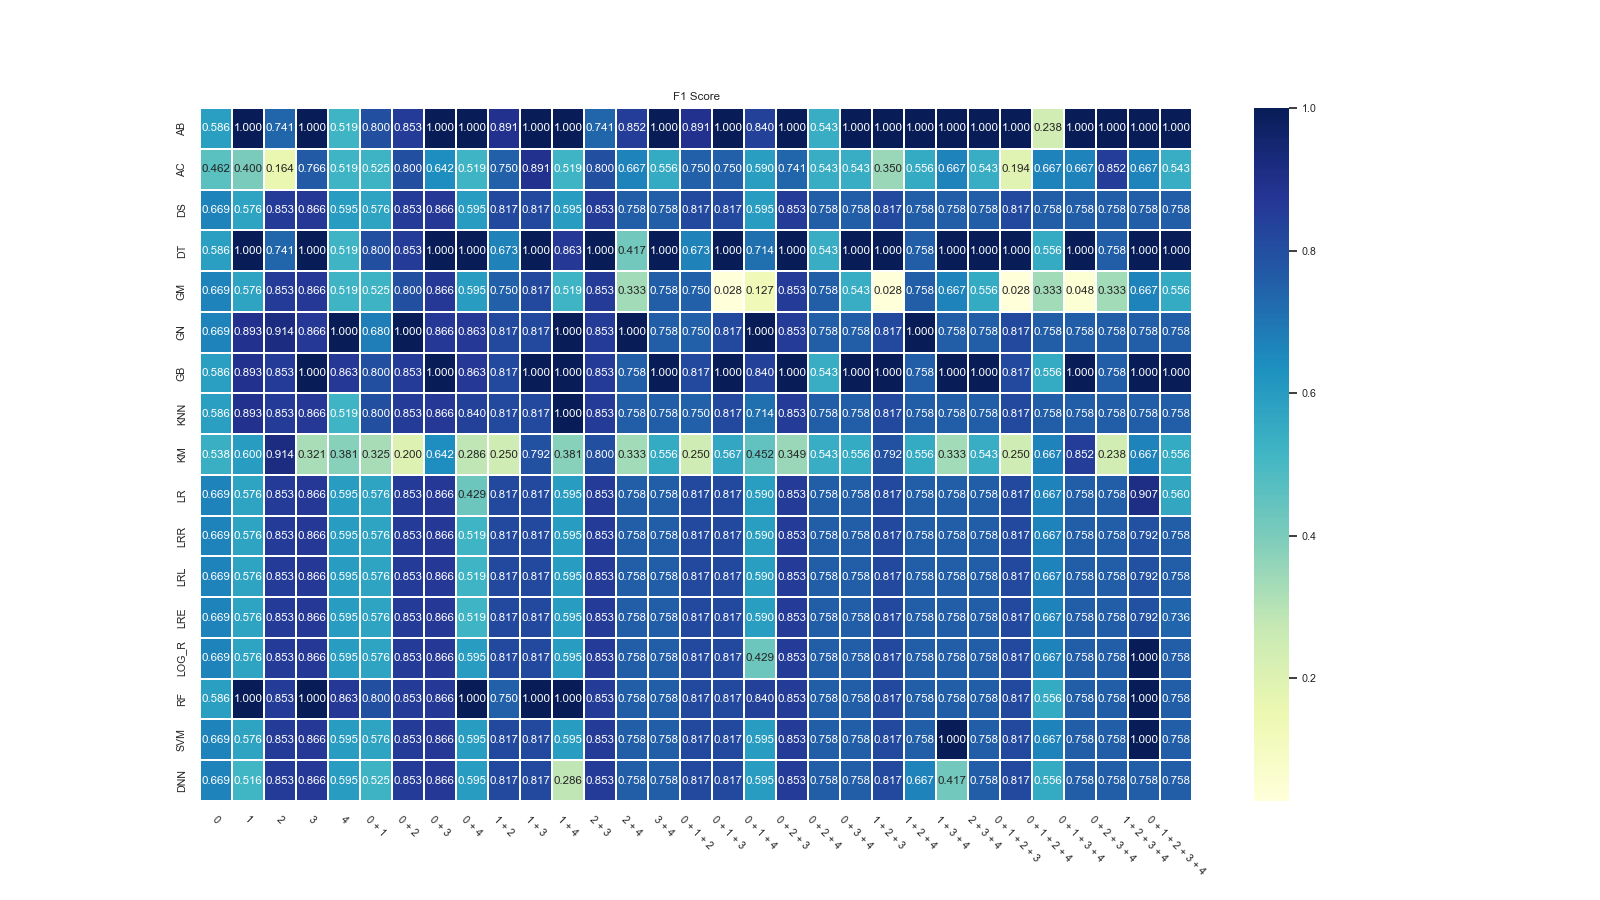 F1 Score
AB 0.586 1.000 0.741 1.000 0.519 0.800 0.853 1.000 1.000 0.891 1.000 1.000 0.741 0.852 1.000 0.891 1.000 0.840 1.000 0.543 1.000 1.000 1.000 1.000 1.000 1.000 0.238 1.000 1.000 1.000 1.000
AC 0.462 0.400 0.164 0.766 0.519 0.525 0.800 0.642 0.519 0.750 0.891 0.519 0.800 0.667 0.556 0.750 0.750 0.590 0.741 0.543 0.543 0.350 0.556 0.667 0.543 0.194 0.667 0.667 0.852 0.667 0.543
DS 0.669 0.576 0.853 0.866 0.595 0.576 0.853 0.866 0.595 0.817 0.817 0.595 0.853 0.758 0.758 0.817 0.817 0.595 0.853 0.758 0.758 0.817 0.758 0.758 0.758 0.817 0.758 0.758 0.758 0.758 0.758
DT 0.586 1.000 0.741 1.000 0.519 0.800 0.853 1.000 1.000 0.673 1.000 0.863 1.000 0.417 1.000 0.673 1.000 0.714 1.000 0.543 1.000 1.000 0.758 1.000 1.000 1.000 0.556 1.000 0.758 1.000 1.000
GM 0.669 0.576 0.853 0.866 0.519 0.525 0.800 0.866 0.595 0.750 0.817 0.519 0.853 0.333 0.758 0.750 0.028 0.127 0.853 0.758 0.543 0.028 0.758 0.667 0.556 0.028 0.333 0.048 0.333 0.667 0.556
GN 0.669 0.893 0.914 0.866 1.000 0.680 1.000 0.866 0.863 0.817 0.817 1.000 0.853 1.000 0.758 0.750 0.817 1.000 0.853 0.758 0.758 0.817 1.000 0.758 0.758 0.817 0.758 0.758 0.758 0.758 0.758
GB 0.586 0.893 0.853 1.000 0.863 0.800 0.853 1.000 0.863 0.817 1.000 1.000 0.853 0.758 1.000 0.817 1.000 0.840 1.000 0.543 1.000 1.000 0.758 1.000 1.000 0.817 0.556 1.000 0.758 1.000 1.000
KNN 0.586 0.893 0.853 0.866 0.519 0.800 0.853 0.866 0.840 0.817 0.817 1.000 0.853 0.758 0.758 0.750 0.817 0.714 0.853 0.758 0.758 0.817 0.758 0.758 0.758 0.817 0.758 0.758 0.758 0.758 0.758
KM 0.538 0.600 0.914 0.321 0.381 0.325 0.200 0.642 0.286 0.250 0.792 0.381 0.800 0.333 0.556 0.250 0.567 0.452 0.349 0.543 0.556 0.792 0.556 0.333 0.543 0.250 0.667 0.852 0.238 0.667 0.556
LR 0.669 0.576 0.853 0.866 0.595 0.576 0.853 0.866 0.429 0.817 0.817 0.595 0.853 0.758 0.758 0.817 0.817 0.590 0.853 0.758 0.758 0.817 0.758 0.758 0.758 0.817 0.667 0.758 0.758 0.907 0.560
LRR 0.669 0.576 0.853 0.866 0.595 0.576 0.853 0.866 0.519 0.817 0.817 0.595 0.853 0.758 0.758 0.817 0.817 0.590 0.853 0.758 0.758 0.817 0.758 0.758 0.758 0.817 0.667 0.758 0.758 0.792 0.758
LRL 0.669 0.576 0.853 0.866 0.595 0.576 0.853 0.866 0.519 0.817 0.817 0.595 0.853 0.758 0.758 0.817 0.817 0.590 0.853 0.758 0.758 0.817 0.758 0.758 0.758 0.817 0.667 0.758 0.758 0.792 0.758
LRE 0.669 0.576 0.853 0.866 0.595 0.576 0.853 0.866 0.519 0.817 0.817 0.595 0.853 0.758 0.758 0.817 0.817 0.590 0.853 0.758 0.758 0.817 0.758 0.758 0.758 0.817 0.667 0.758 0.758 0.792 0.736
LOG_R 0.669 0.576 0.853 0.866 0.595 0.576 0.853 0.866 0.595 0.817 0.817 0.595 0.853 0.758 0.758 0.817 0.817 0.429 0.853 0.758 0.758 0.817 0.758 0.758 0.758 0.817 0.667 0.758 0.758 1.000 0.758
RF 0.586 1.000 0.853 1.000 0.863 0.800 0.853 0.866 1.000 0.750 1.000 1.000 0.853 0.758 0.758 0.817 0.817 0.840 0.853 0.758 0.758 0.817 0.758 0.758 0.758 0.817 0.556 0.758 0.758 1.000 0.758
SVM 0.669 0.576 0.853 0.866 0.595 0.576 0.853 0.866 0.595 0.817 0.817 0.595 0.853 0.758 0.758 0.817 0.817 0.595 0.853 0.758 0.758 0.817 0.758 1.000 0.758 0.817 0.667 0.758 0.758 1.000 0.758
DNN 0.669 0.516 0.853 0.866 0.595 0.525 0.853 0.866 0.595 0.817 0.817 0.286 0.853 0.758 0.758 0.817 0.817 0.595 0.853 0.758 0.758 0.817 0.667 0.417 0.758 0.817 0.556 0.758 0.758 0.758 0.758
0 1 2 3 4 0+1 0+2 0+3 0+4 1+2 1+3 1+4 2+3 2+4 3+4 0+1+2 0+1+3 0+1+4 0+2+3 0+2+4 0+3+4 1+2+3 1+2+4 1+3+4 2+3+4 0+1+2+3 0+1+2+4 0+1+3+4 0+2+3+4 1+2+3+4 0+1+2+3+4
1.0
0.8
0.6
0.4
0.2